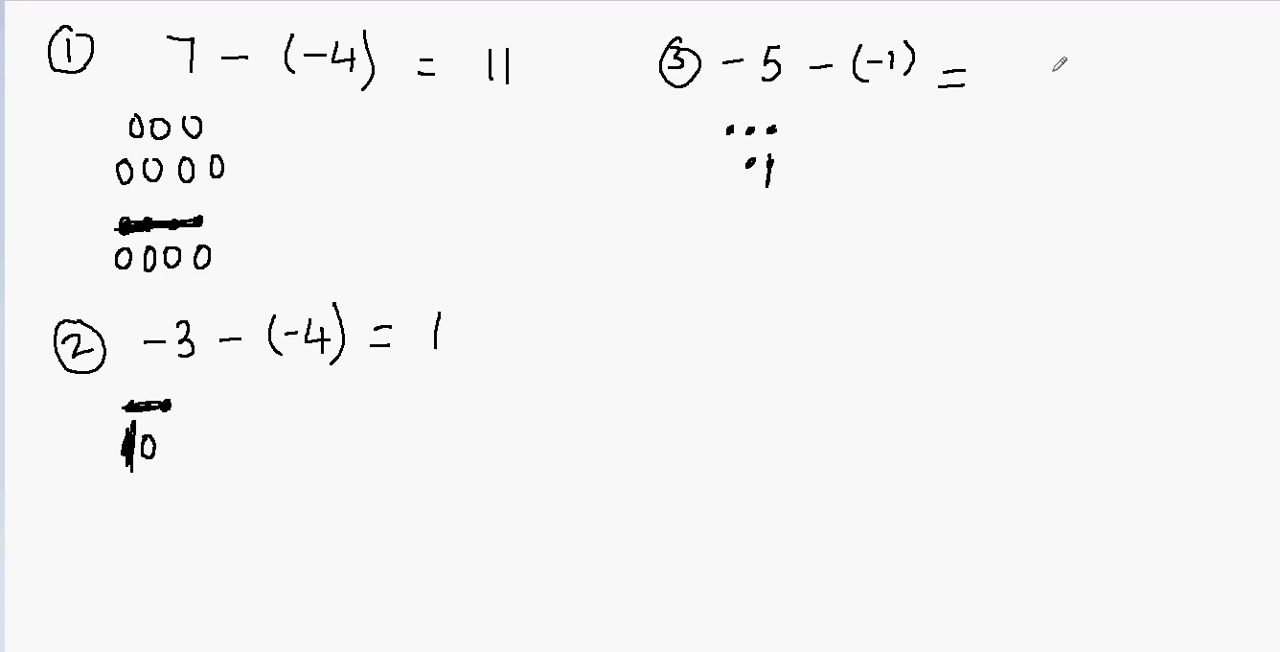 ① 7 - (-4) = 11
② -3 - (-4) = 1
③ -5 - (-1) =